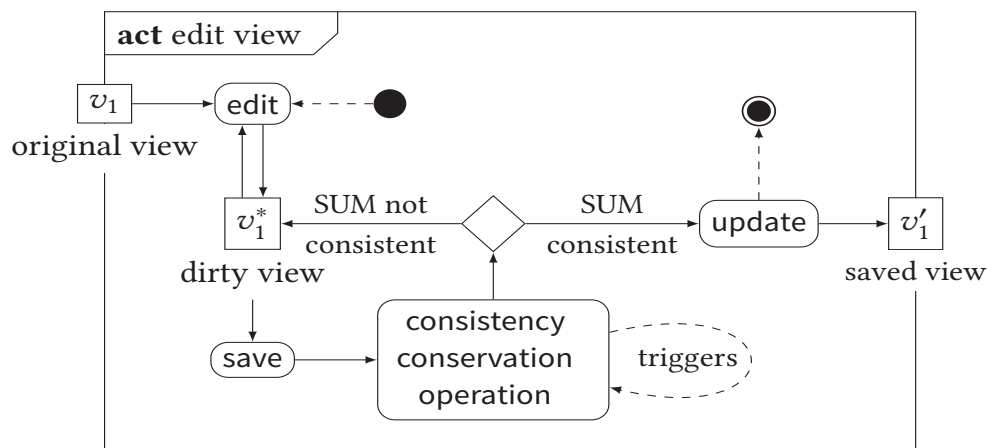 act edit view
v₁
edit
original view
SUM not
consistent
SUM
consistent
v₁*
update
v₁′
dirty view
saved view
consistency
conservation
operation
triggers
save